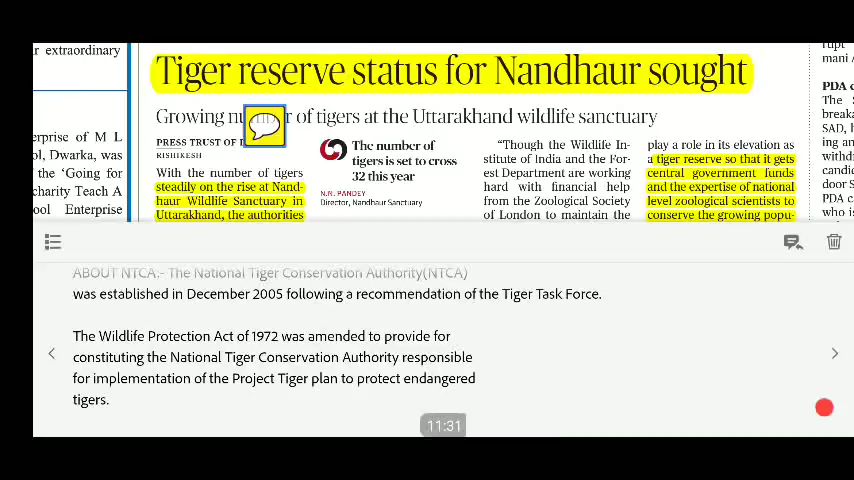 r extraordinary
erprise of M L
ol, Dwarka, was
the ‘Going for
charity Teach A
ool Enterprise
Tiger reserve status for Nandhaur sought
Growing number of tigers at the Uttarakhand wildlife sanctuary
PRESS TRUST OF I
RISHIKESH
With the number of tigers
steadily on the rise at Nand-
haur Wildlife Sanctuary in
Uttarakhand, the authorities
The number of
tigers is set to cross
32 this year
N.N. PANDEY
Director, Nandhaur Sanctuary
“Though the Wildlife In-
stitute of India and the For-
est Department are working
hard with financial help
from the Zoological Society
of London to maintain the
play a role in its elevation as
a tiger reserve so that it gets
central government funds
and the expertise of national
level zoological scientists to
conserve the growing popu-
mani A
PDA c
The S
breaka
SAD, h
ing an
withd
candi
door S
PDA c
who is
ABOUT NTCA:- The National Tiger Conservation Authority(NTCA)
was established in December 2005 following a recommendation of the Tiger Task Force.
The Wildlife Protection Act of 1972 was amended to provide for
constituting the National Tiger Conservation Authority responsible
for implementation of the Project Tiger plan to protect endangered
tigers.
11:31